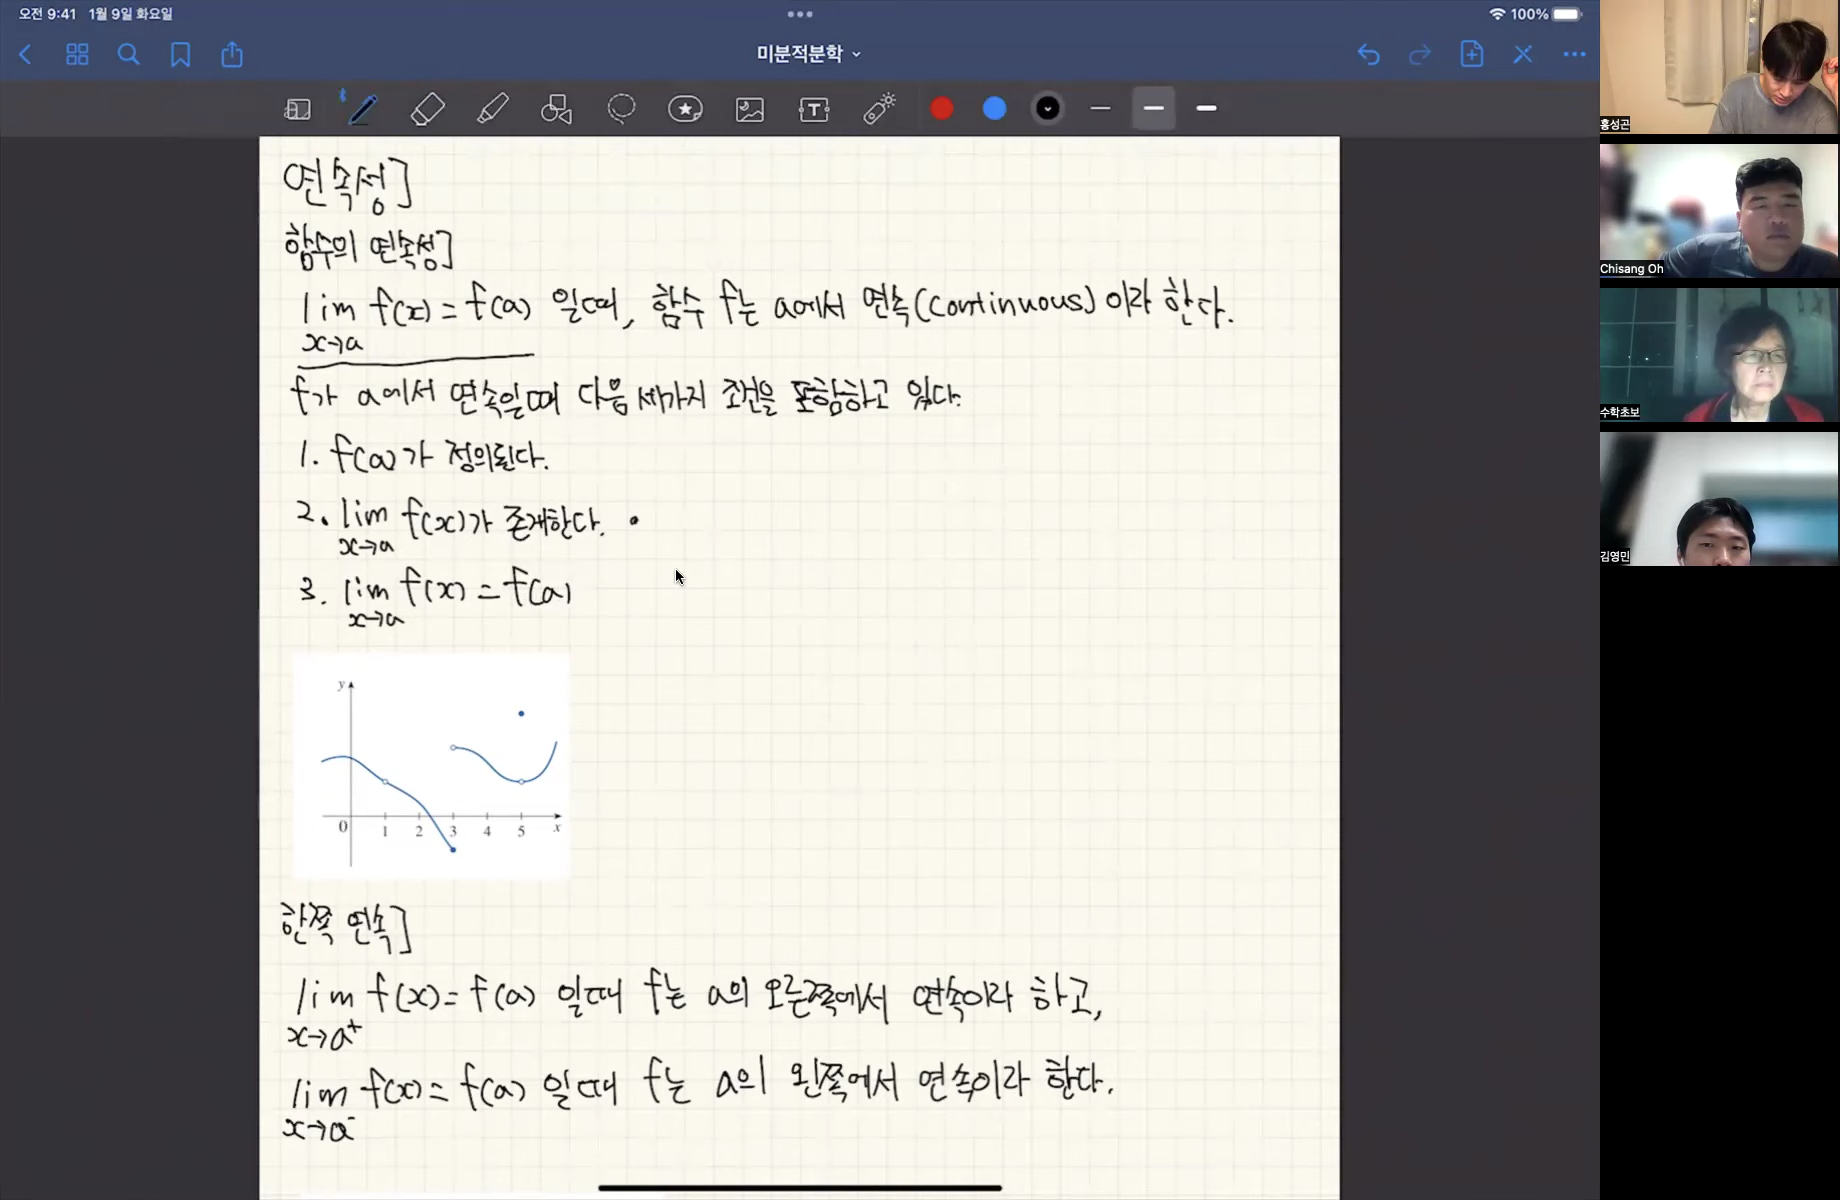 오전 9:41 1월 9일 화요일
100%
미분적분학
T
연속성]
함수의 연속성]
lim f(x) = f(a) 일때, 함수 f는 a에서 연속(continuous)이라 한다.
x→a
f가 a에서 연속일때 다음 세가지 조건을 포함하고 있다.
1. f(a)가 정의된다.
2. lim f(x)가 존재한다.
x→a
3. lim f(x) = f(a)
x→a
y
0 1 2 3 4 5 x
한쪽 연속]
lim f(x) = f(a) 일때 f는 a의 오른쪽에서 연속이라 하고,
x→a⁺
lim f(x) = f(a) 일때 f는 a의 왼쪽에서 연속이라 한다.
x→a⁻
홍성곤
Chisang Oh
수학초보
김영민